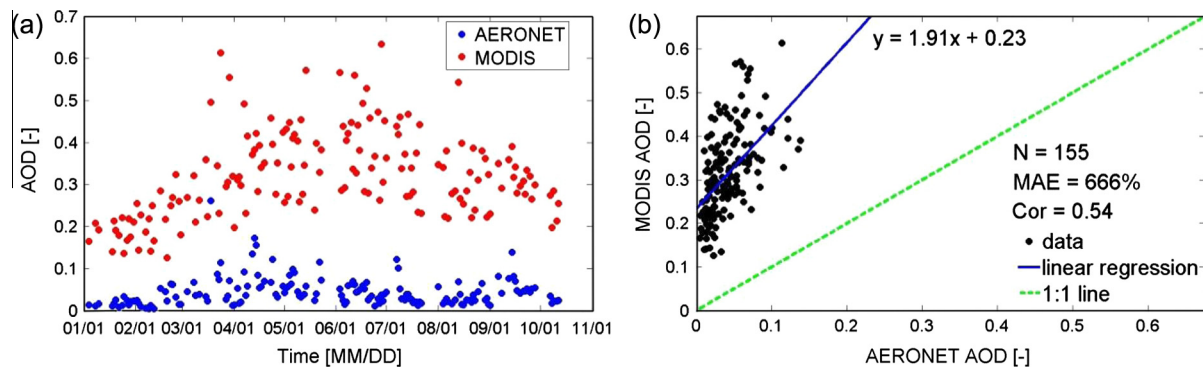 (a)
0.7
0.6
0.5
0.4
0.3
0.2
0.1
0
AOD [-]
AERONET
MODIS
01/01 02/01 03/01 04/01 05/01 06/01 07/01 08/01 09/01 10/01 11/01
Time [MM/DD]
(b)
0.6
0.5
0.4
0.3
0.2
0.1
0
MODIS AOD [-]
y = 1.91x + 0.23
N = 155
MAE = 666%
Cor = 0.54
data
linear regression
1:1 line
0 0.1 0.2 0.3 0.4 0.5 0.6
AERONET AOD [-]